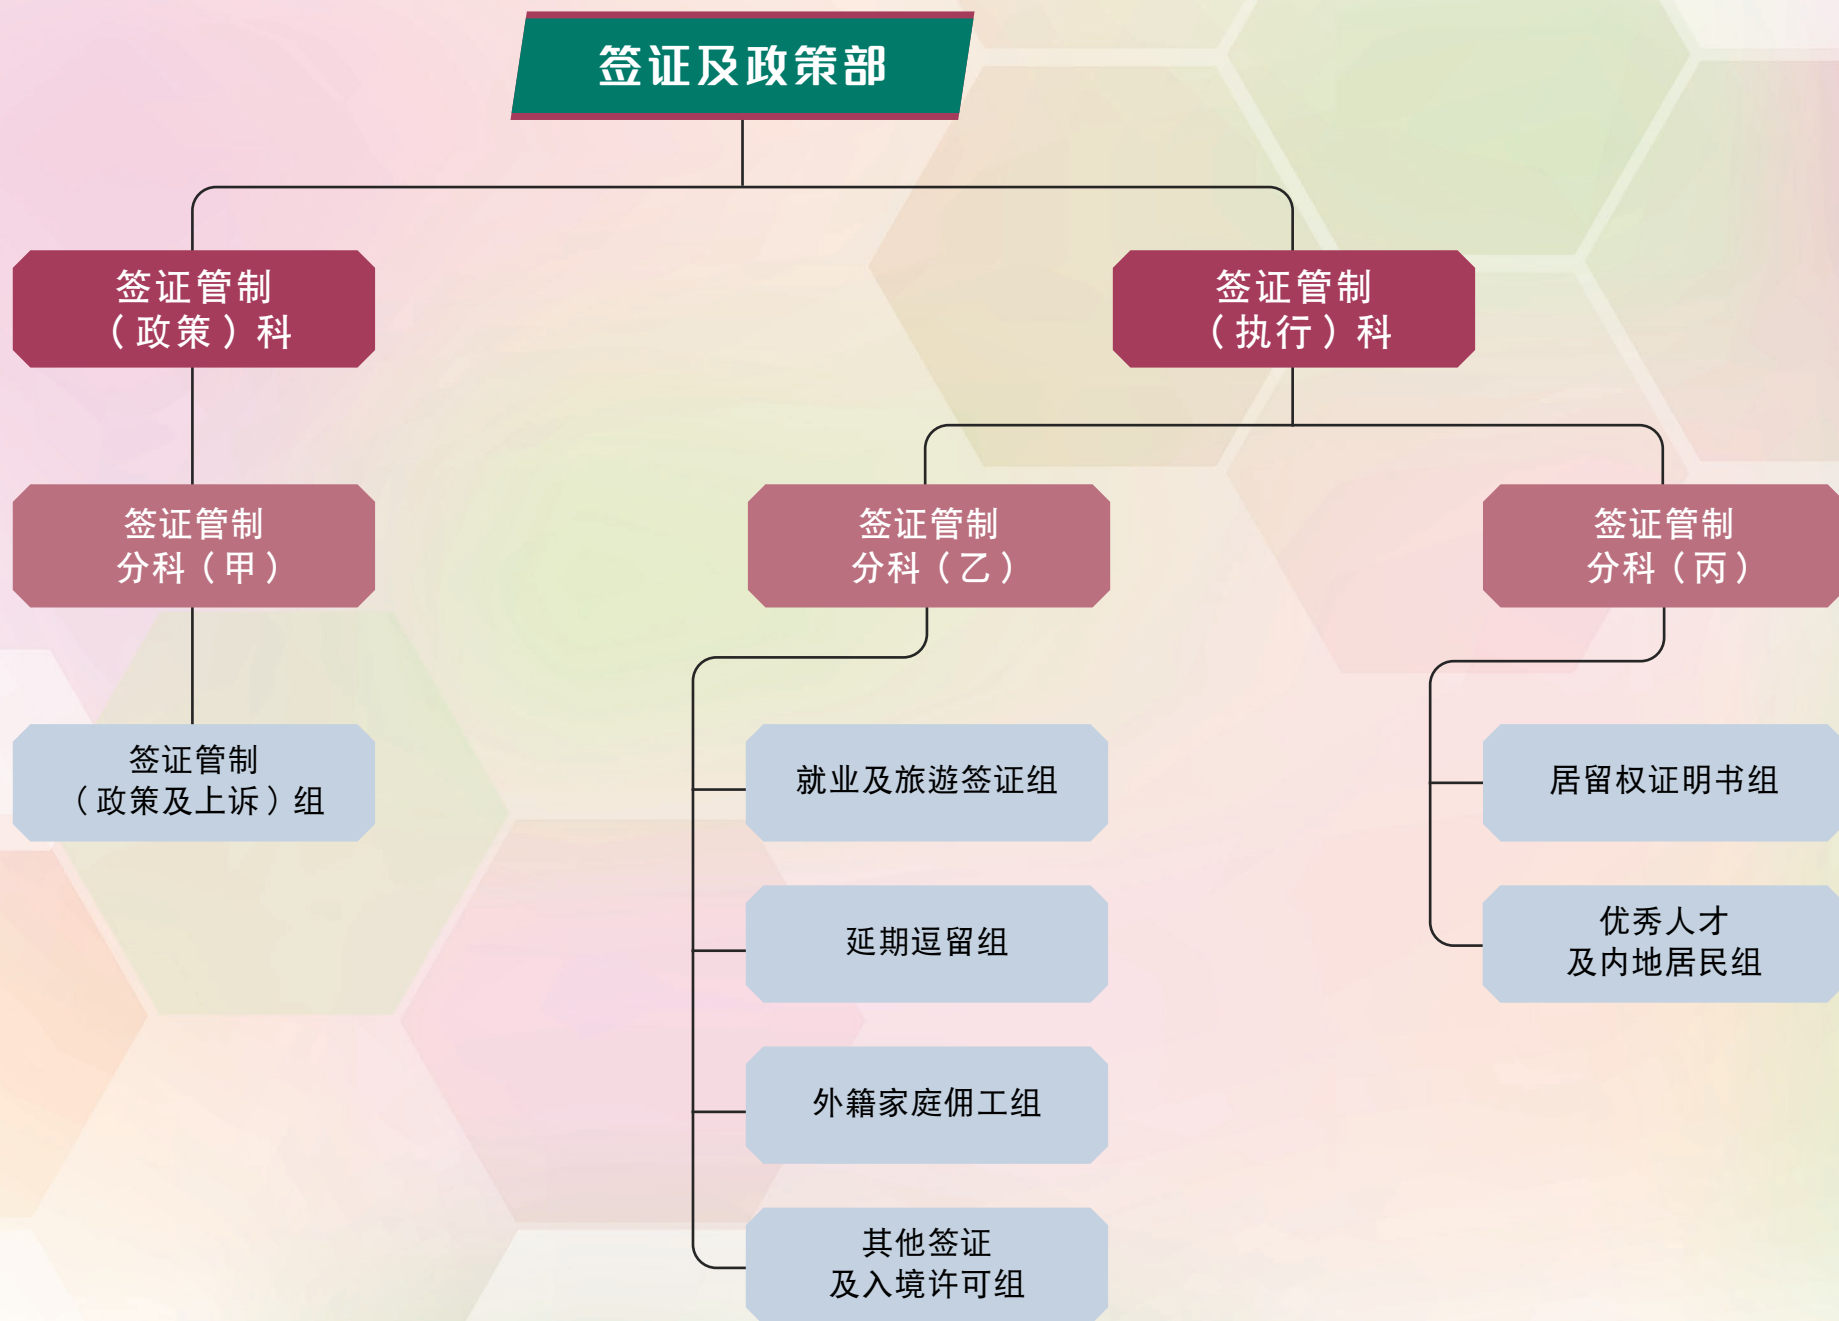 签证及政策部
签证管制
（政策）科
签证管制
（执行）科
签证管制
分科（甲）
签证管制
分科（乙）
签证管制
分科（丙）
签证管制
（政策及上诉）组
就业及旅遊签证组
居留权证明书组
延期逗留组
优秀人才
及内地居民组
外籍家庭佣工组
其他签证
及入境许可组